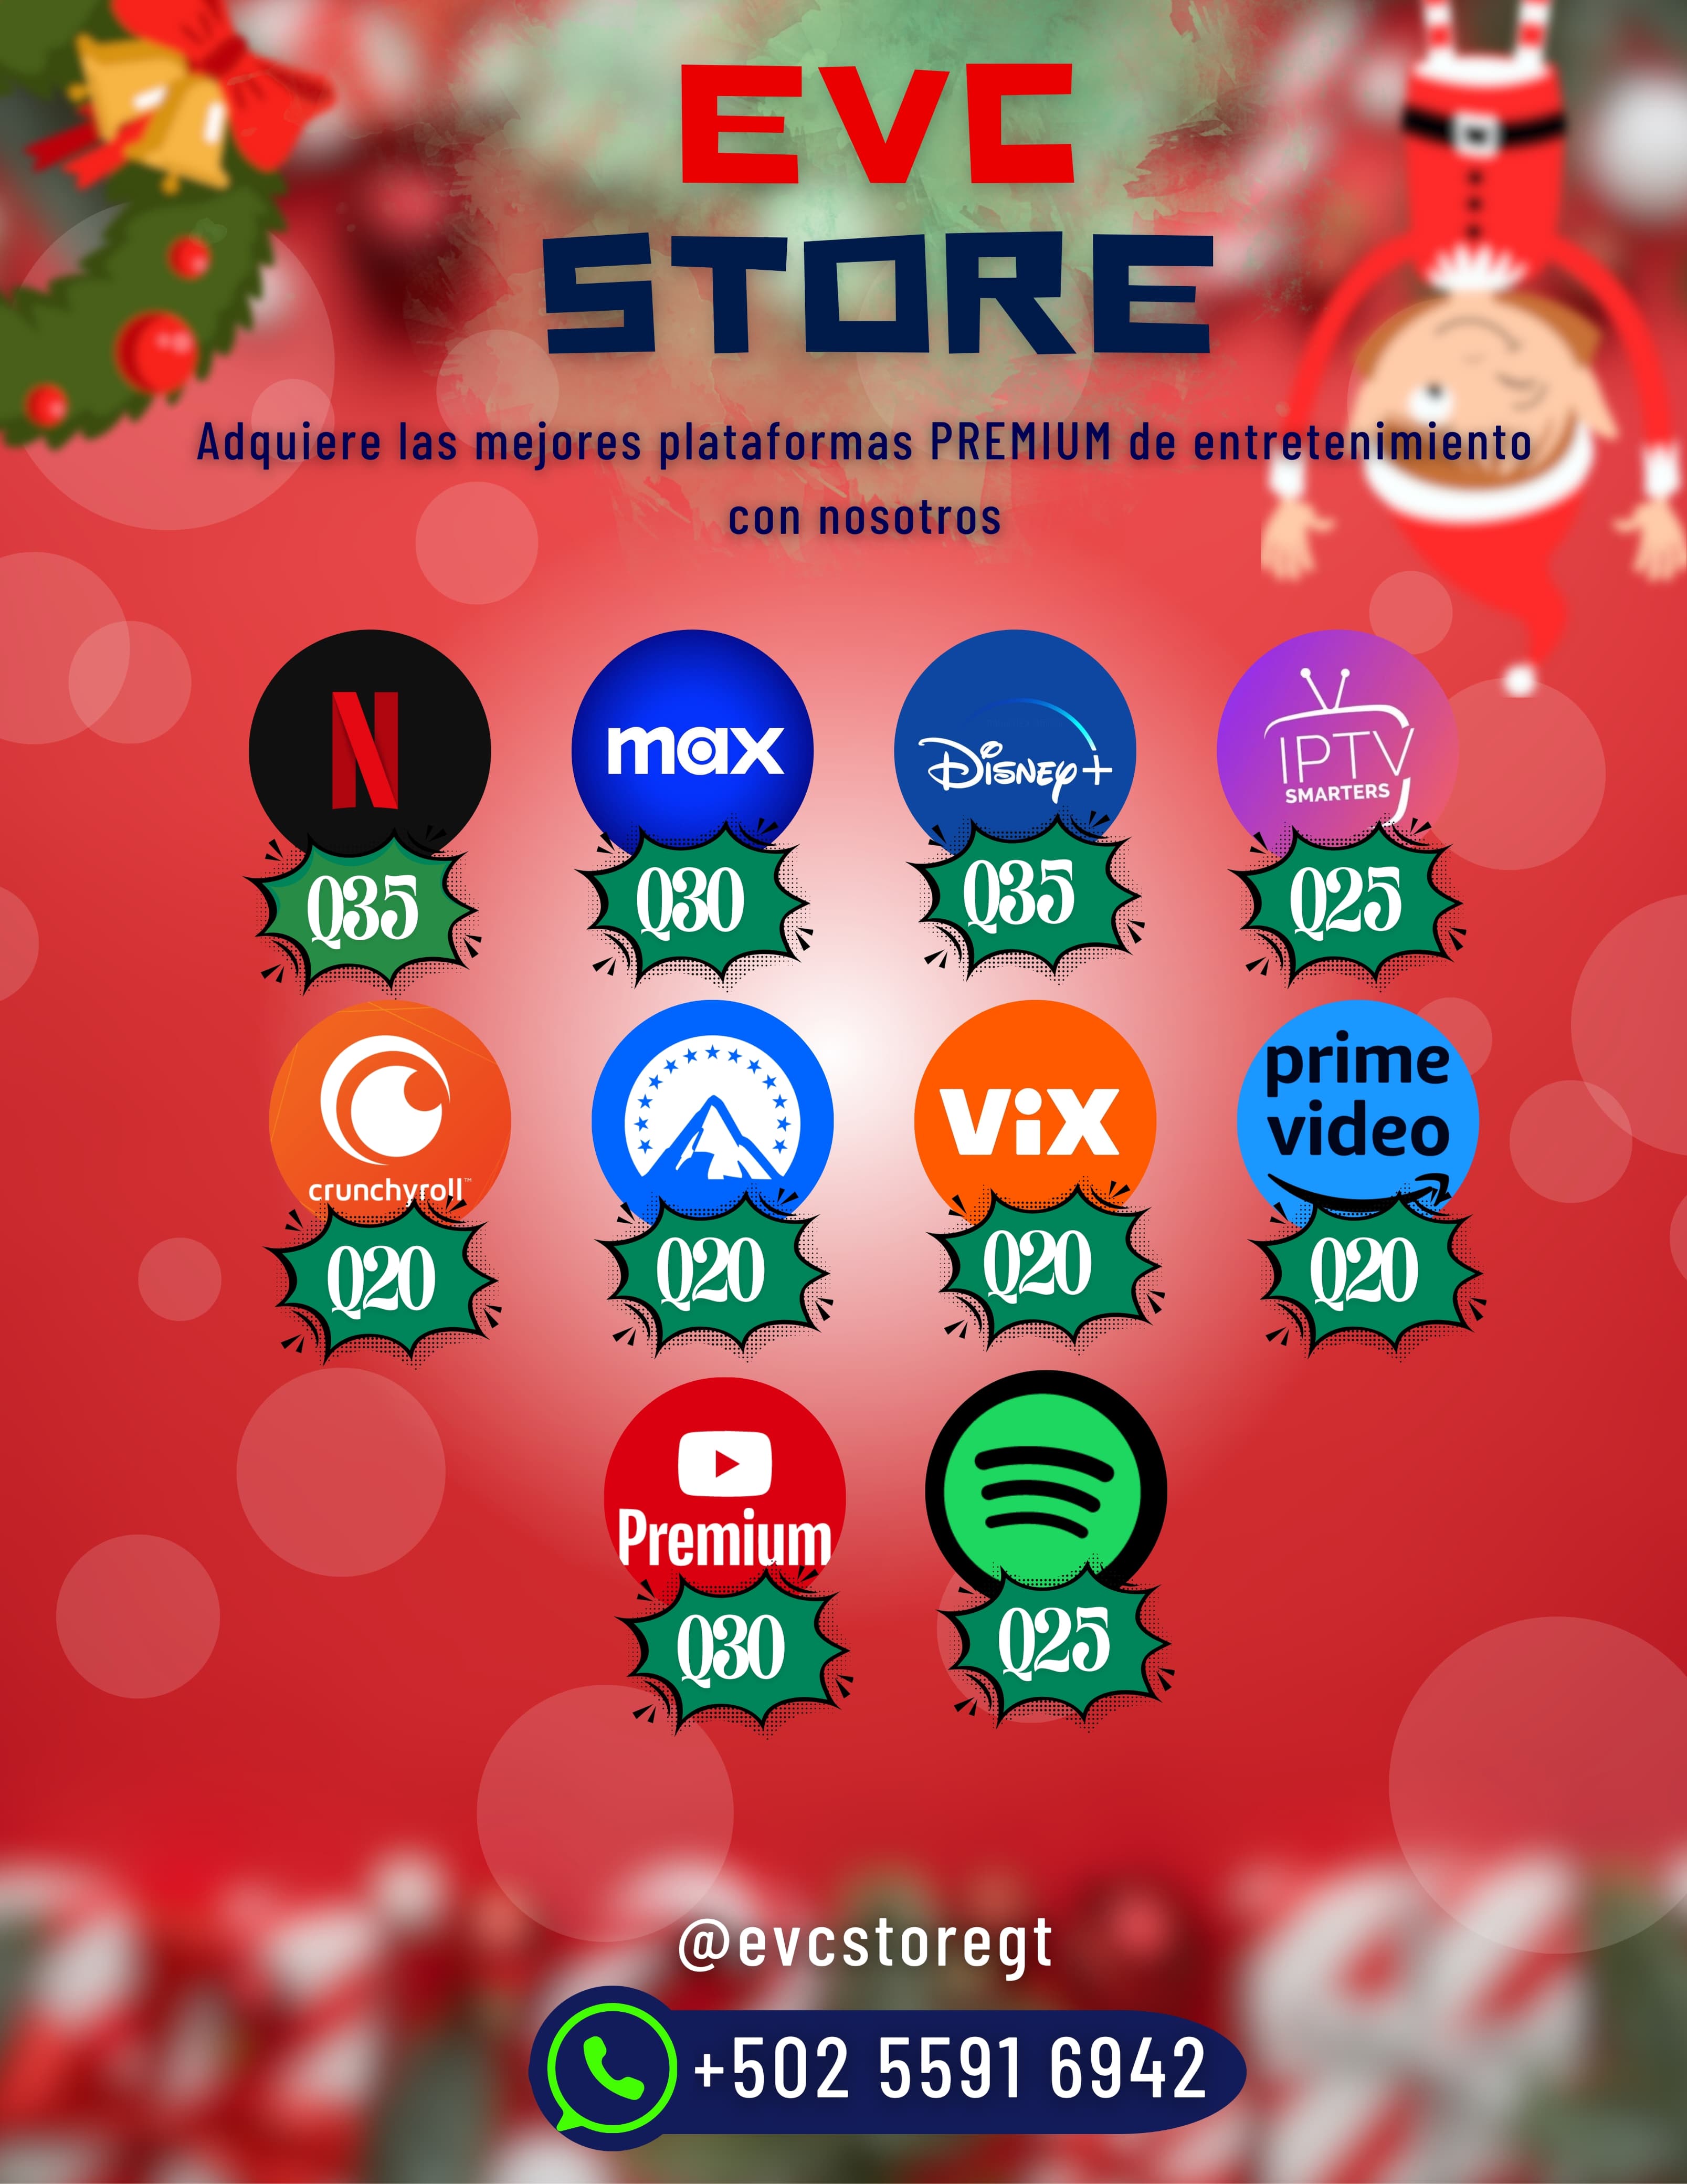 EVC
STORE
Adquiere las mejores plataformas PREMIUM de entretenimiento
con nosotros
N
max
Disney+
IPTV
SMARTERS
Q35
Q30
Q35
Q25
crunchyroll™
ViX
prime
video
Q20
Q20
Q20
Q20
Premium
Q30
Q25
@evcstoregt
+502 5591 6942